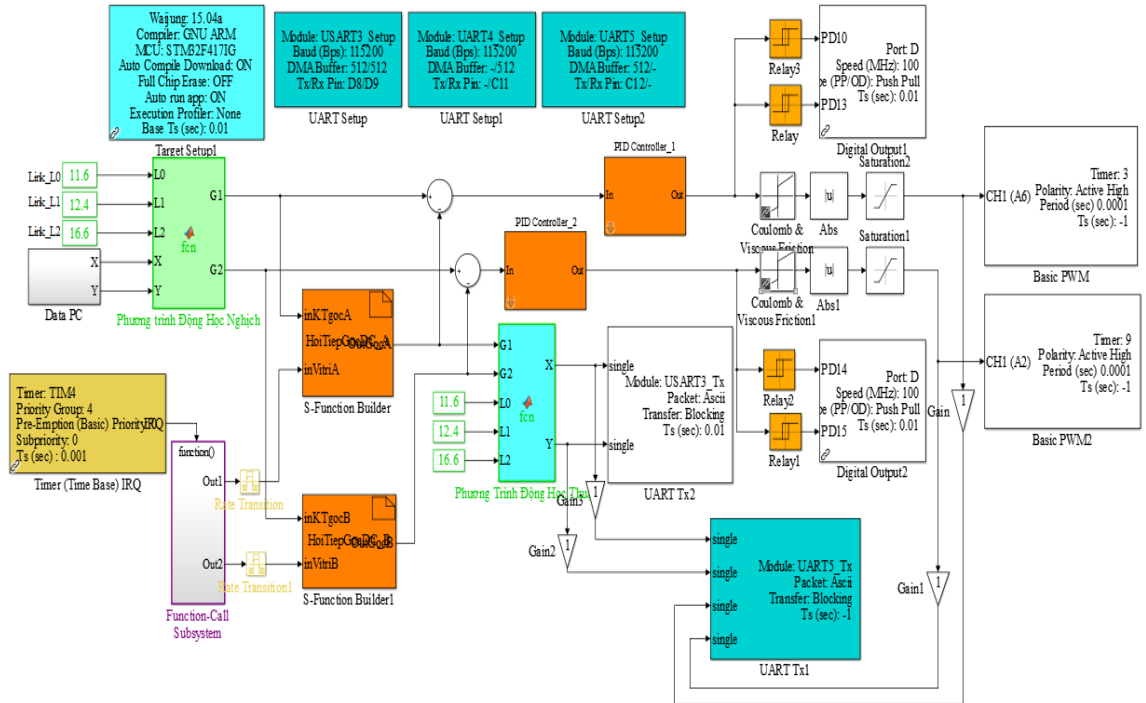 Waijung: 15.04a
Compiler: GNU ARM
MCU: STM32F417IG
Auto Compile Download: ON
Full Chip Erase: OFF
Auto run app: ON
Execution Profiler: None
Base Ts (sec): 0.01
Target Setup1
Module: USART3_Setup
Baud (Bps): 115200
DMA Buffer: 512/512
Tx/Rx Pin: D8/D9
UART Setup
Module: UART4_Setup
Baud (Bps): 115200
DMA Buffer: -/512
Tx/Rx Pin: -/C11
UART Setup1
Module: UART5_Setup
Baud (Bps): 115200
DMA Buffer: 512/-
Tx/Rx Pin: C12/-
UART Setup2
Relay3
Relay
PD10
PD13
Port: D
Speed (MHz): 100
e (PP/OD): Push Pull
Ts (sec): 0.01
Digital Output1
Link_L0
11.6
Link_L1
12.4
Link_L2
16.6
X
Y
Data PC
L0
L1
L2
X
Y
G1
G2
fcn
Phương trình Động Học Nghịch
PID Controller_1
In
Out
PID Controller_2
In
Out
Coulomb &
Viscous Friction
Abs
|u|
Saturation2
Coulomb &
Viscous Friction1
Abs1
|u|
Saturation1
CH1 (A6)
Timer: 3
Polarity: Active High
Period (sec) 0.0001
Ts (sec): -1
Basic PWM
CH1 (A2)
Timer: 9
Polarity: Active High
Period (sec) 0.0001
Ts (sec): -1
Basic PWM2
inKTgocA
inVitriA
S-Function Builder
G1
G2
L0
L1
L2
11.6
12.4
16.6
X
Y
fcn
Phương Trình Động Học Thu
single
single
Module: USART3_Tx
Packet: Ascii
Transfer: Blocking
Ts (sec): 0.01
UART Tx2
Relay2
Relay1
PD14
PD15
Port: D
Speed (MHz): 100
e (PP/OD): Push Pull
Ts (sec): 0.01
Digital Output2
Gain
1
Timer: TIM4
Priority Group: 4
Pre-Emption (Basic) Priority
Subpriority: 0
Ts (sec) : 0.001
IRQ
Timer (Time Base) IRQ
function()
Out1
Out2
Function-Call
Subsystem
Rate Transition
Rate Transition1
inKTgocB
inVitriB
S-Function Builder1
Gain3
1
Gain2
1
single
single
single
single
Module: UART5_Tx
Packet: Ascii
Transfer: Blocking
Ts (sec): -1
UART Tx1
Gain1
1